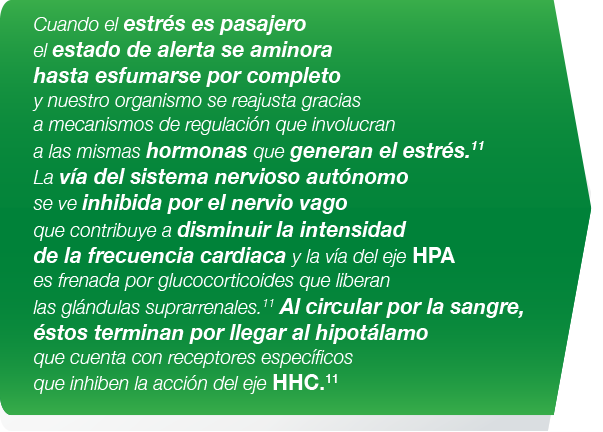 Cuando el estrés es pasajero
el estado de alerta se aminora
hasta esfumarse por completo
y nuestro organismo se reajusta gracias
a mecanismos de regulación que involucran
a las mismas hormonas que generan el estrés.¹¹
La vía del sistema nervioso autónomo
se ve inhibida por el nervio vago
que contribuye a disminuir la intensidad
de la frecuencia cardiaca y la vía del eje HPA
es frenada por glucocorticoides que liberan
las glándulas suprarrenales.¹¹ Al circular por la sangre,
éstos terminan por llegar al hipotálamo
que cuenta con receptores específicos
que inhiben la acción del eje HHC.¹¹